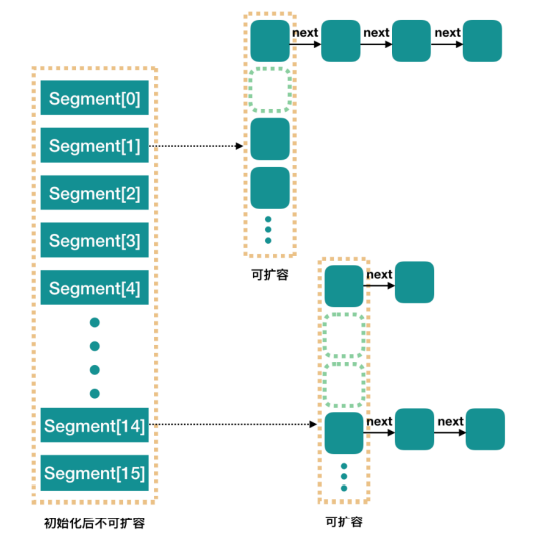 next
next
next
Segment[0]
Segment[1]
Segment[2]
Segment[3]
Segment[4]
可扩容
next
Segment[14]
next
next
Segment[15]
初始化后不可扩容
可扩容